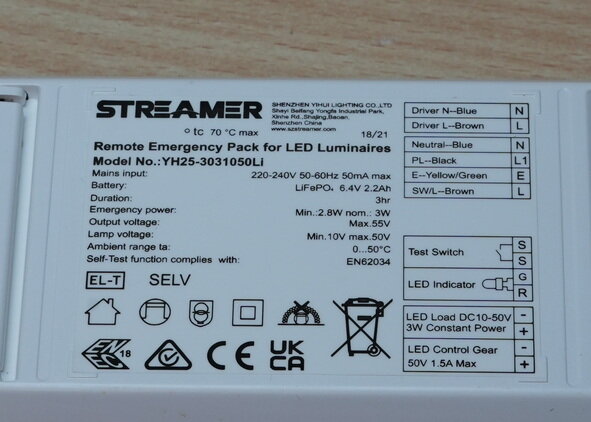 STREAMER
SHENZHEN YIHUI LIGHTING CO.,LTD
Shayi Beifang Yongfa Industrial Park,
Xinhe Rd.,Shajing,Baoan,
Shenzhen China
www.szstreamer.com
tc 70 °C max
18/21
Remote Emergency Pack for LED Luminaires
Model No.:YH25-3031050Li
Mains input: 220-240V 50-60Hz 50mA max
Battery: LiFePO₄ 6.4V 2.2Ah
Duration: 3hr
Emergency power: Min.:2.8W nom.: 3W
Output voltage: Max.55V
Lamp voltage: Min.10V max.50V
Ambient range ta: 0...50°C
Self-Test function complies with: EN62034
EL-T SELV
ENEC 18
CE
UK
CA
Driver N--Blue N
Driver L--Brown L
Neutral--Blue N
PL--Black L1
E--Yellow/Green E
SW/L--Brown L
Test Switch S
S
LED Indicator G
R
LED Load DC10-50V -
3W Constant Power +
LED Control Gear -
50V 1.5A Max +